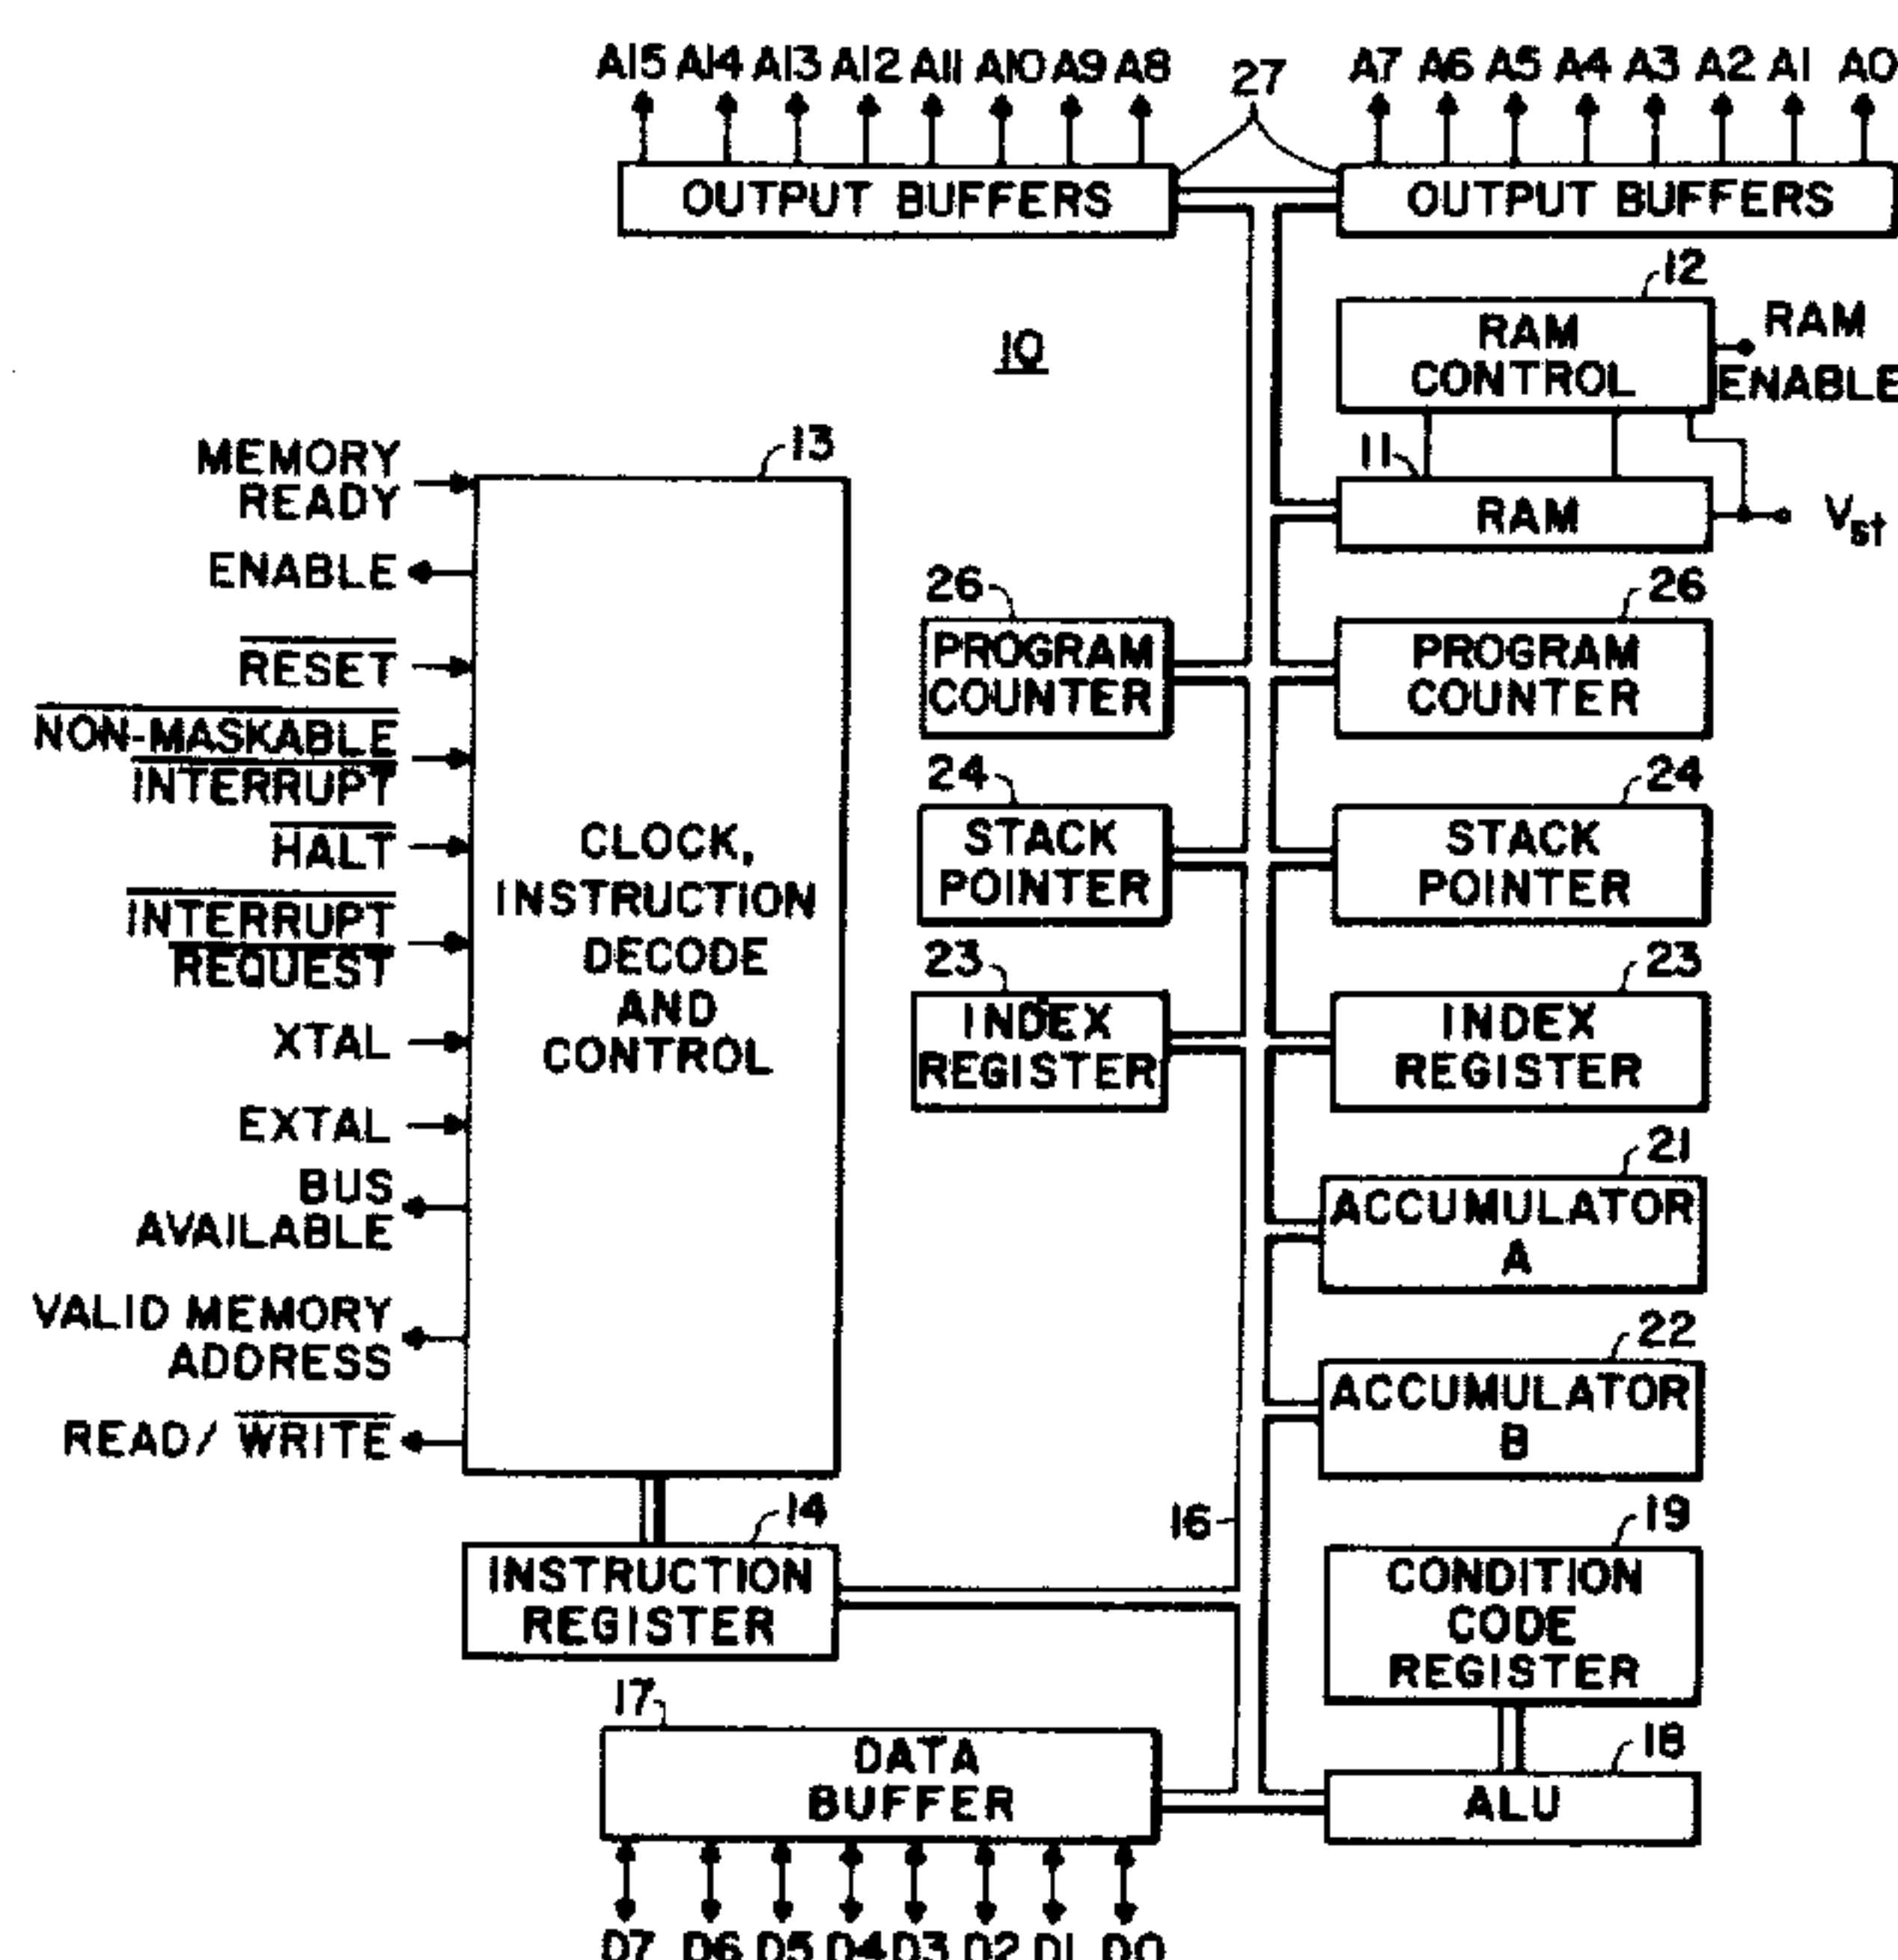 A15 A14 A13 A12 A11 A10 A9 A8
27
A7 A6 A5 A4 A3 A2 A1 A0
OUTPUT BUFFERS
OUTPUT BUFFERS
10
12
RAM
CONTROL
RAM
ENABLE
11
RAM
Vst
MEMORY
READY
ENABLE
RESET
NON-MASKABLE
INTERRUPT
HALT
INTERRUPT
REQUEST
XTAL
EXTAL
BUS
AVAILABLE
VALID MEMORY
ADDRESS
READ/ WRITE
13
CLOCK,
INSTRUCTION
DECODE
AND
CONTROL
26
PROGRAM
COUNTER
26
PROGRAM
COUNTER
24
STACK
POINTER
24
STACK
POINTER
23
INDEX
REGISTER
23
INDEX
REGISTER
21
ACCUMULATOR
A
22
ACCUMULATOR
B
16
14
INSTRUCTION
REGISTER
19
CONDITION
CODE
REGISTER
17
DATA
BUFFER
18
ALU
D7 D6 D5 D4 D3 D2 D1 D0